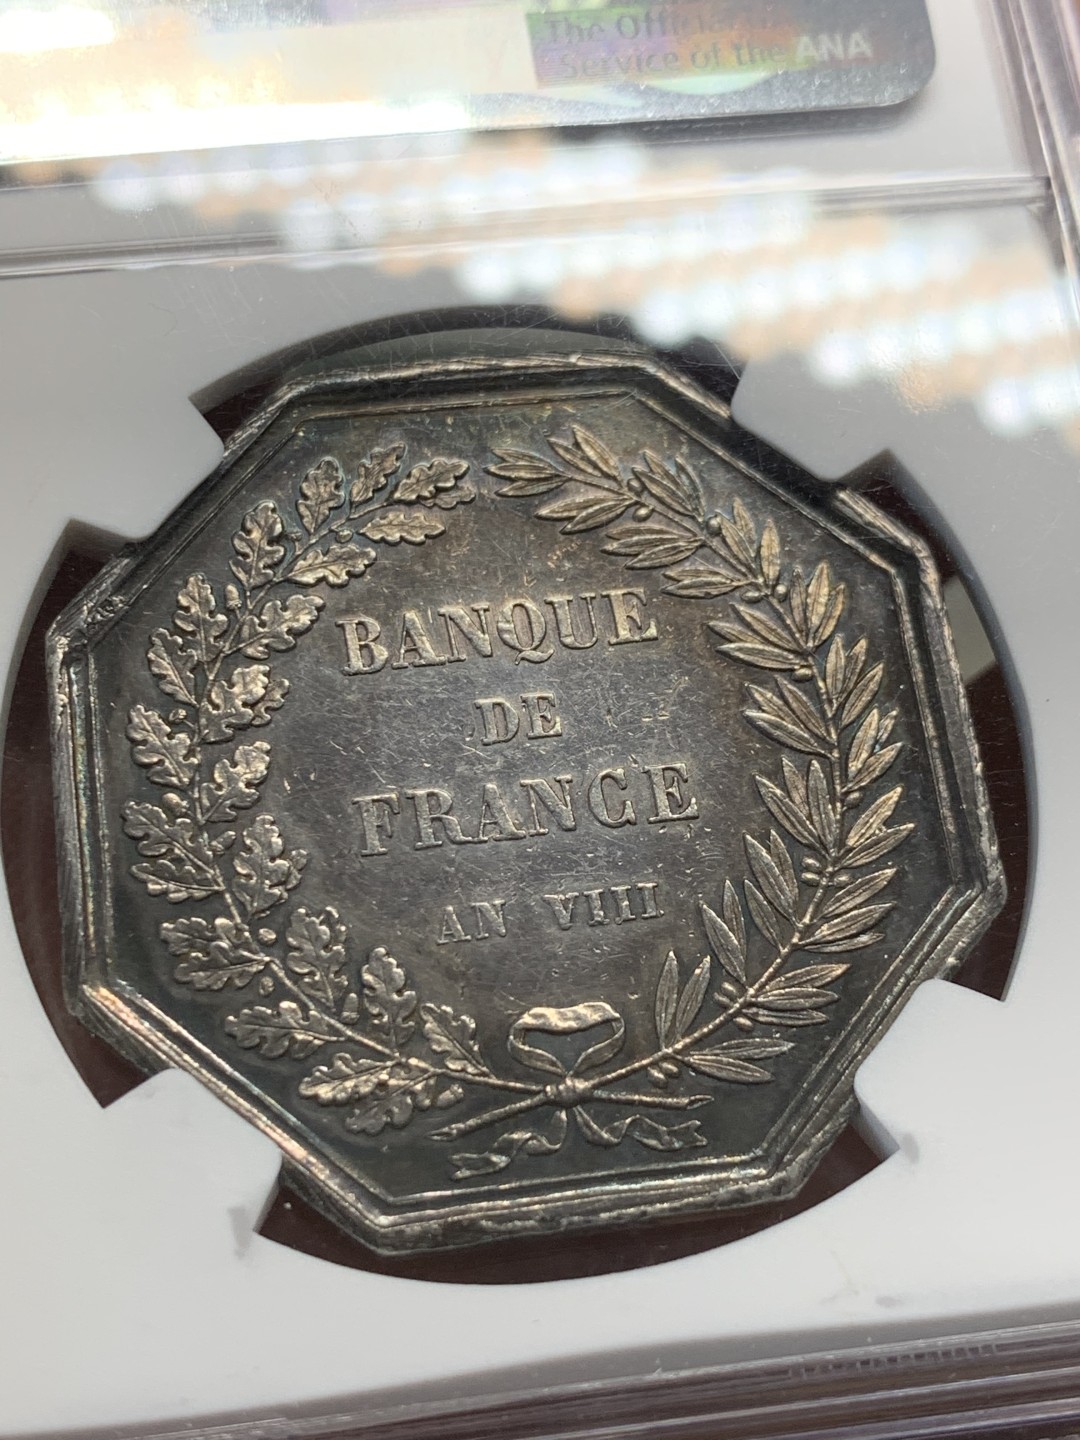 The Official
Service of the ANA
BANQUE
DE
FRANCE
AN VIII